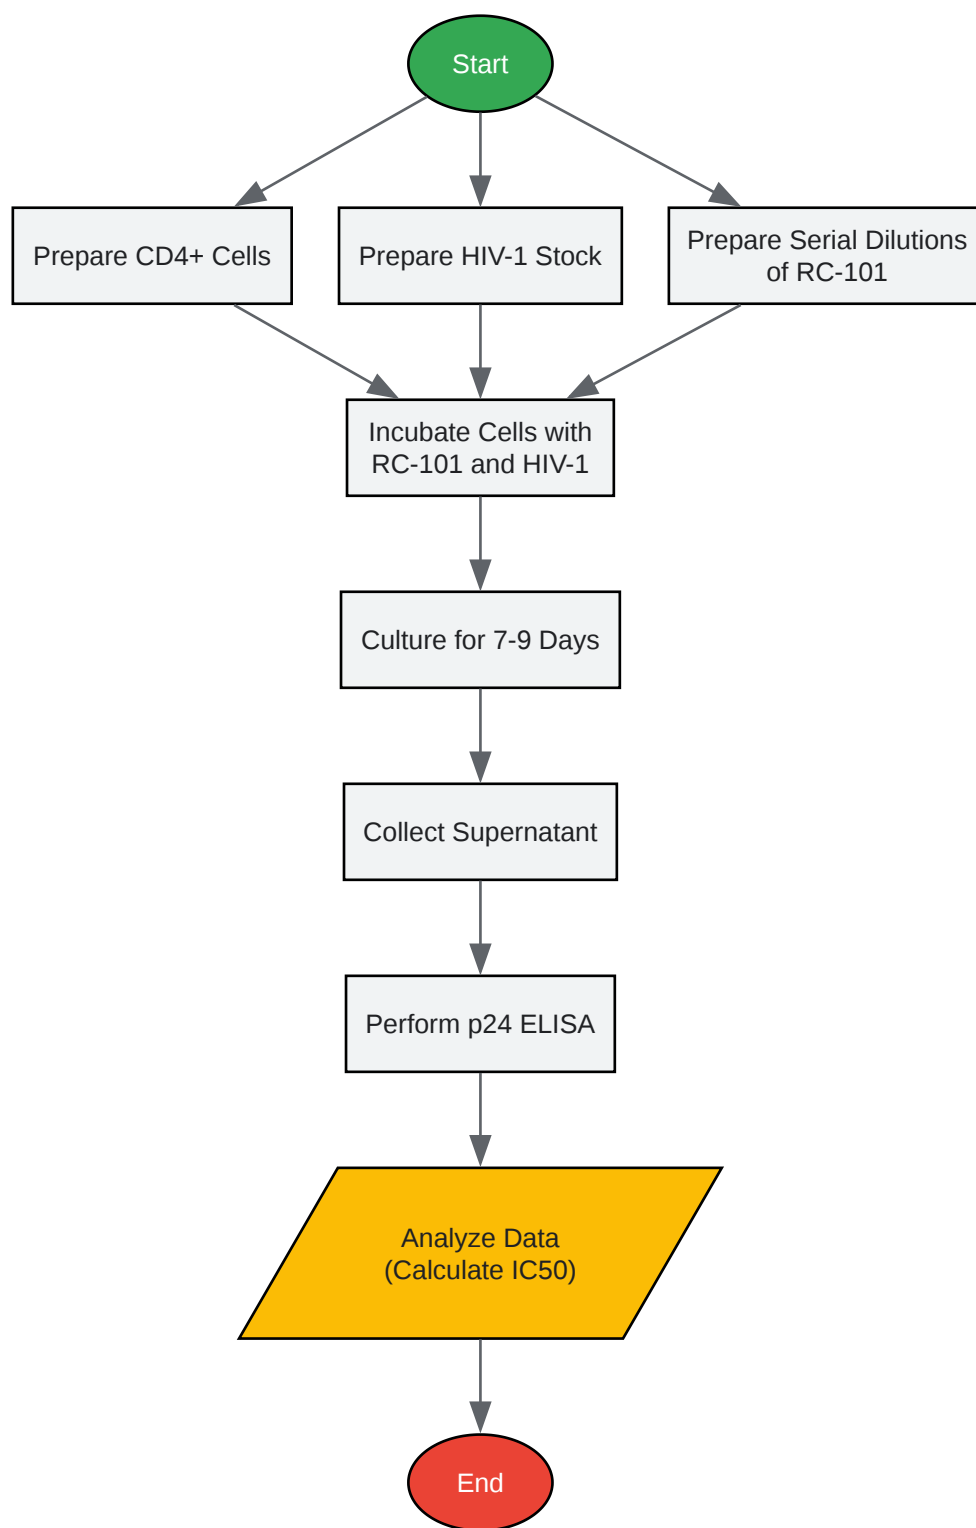 Start
Prepare CD4+ Cells
Prepare HIV-1 Stock
Prepare Serial Dilutions
of RC-101
Incubate Cells with
RC-101 and HIV-1
Culture for 7-9 Days
Collect Supernatant
Perform p24 ELISA
Analyze Data
(Calculate IC50)
End